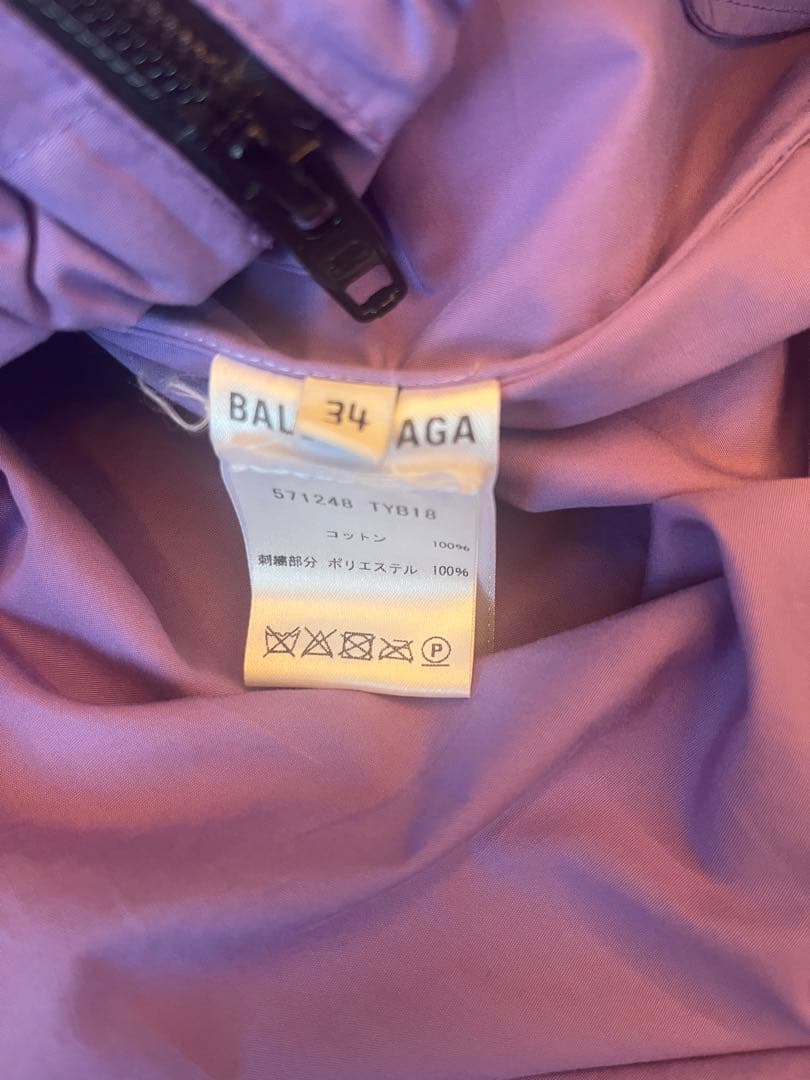 BAL AGA
34
571248 TYB18
コットン 100%
刺繍部分 ポリエステル 100%
P